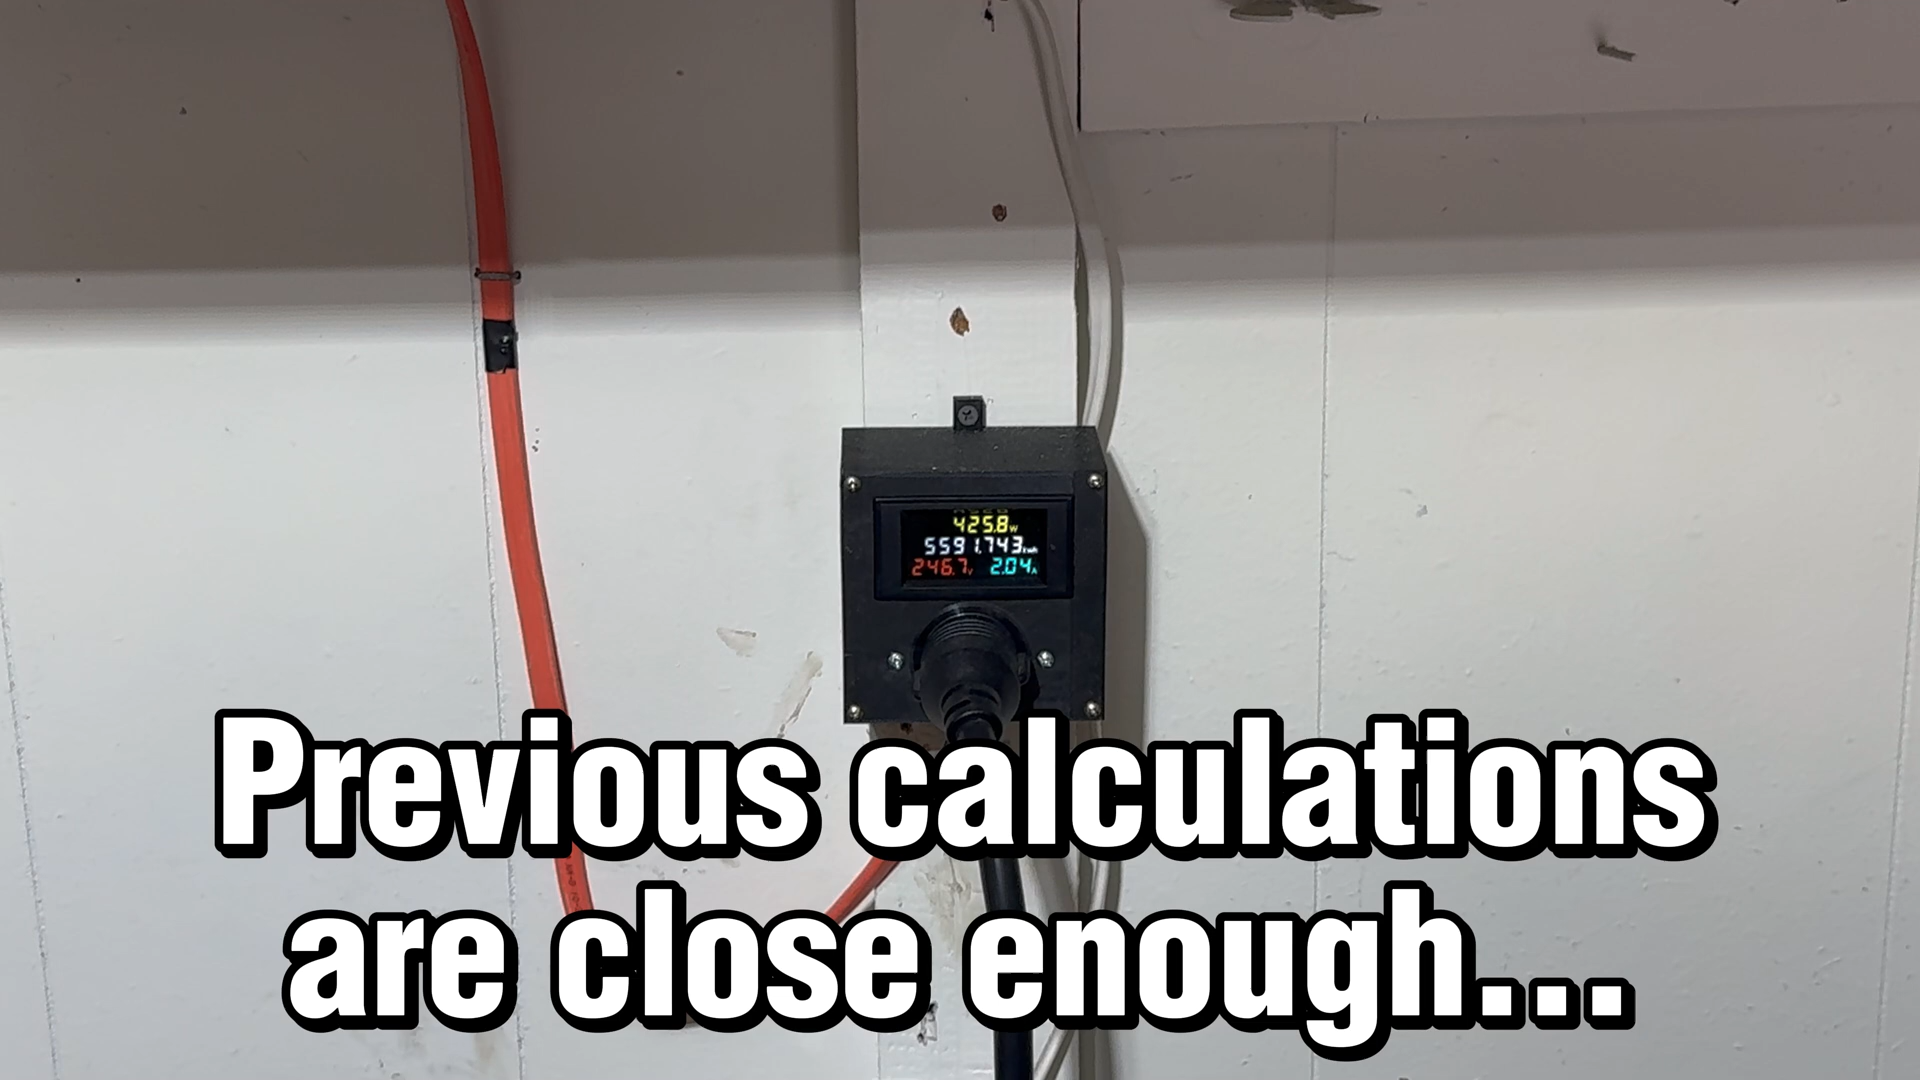 425.8W
5591.743kWh
246.7V 2.04A
Previous calculations
are close enough...